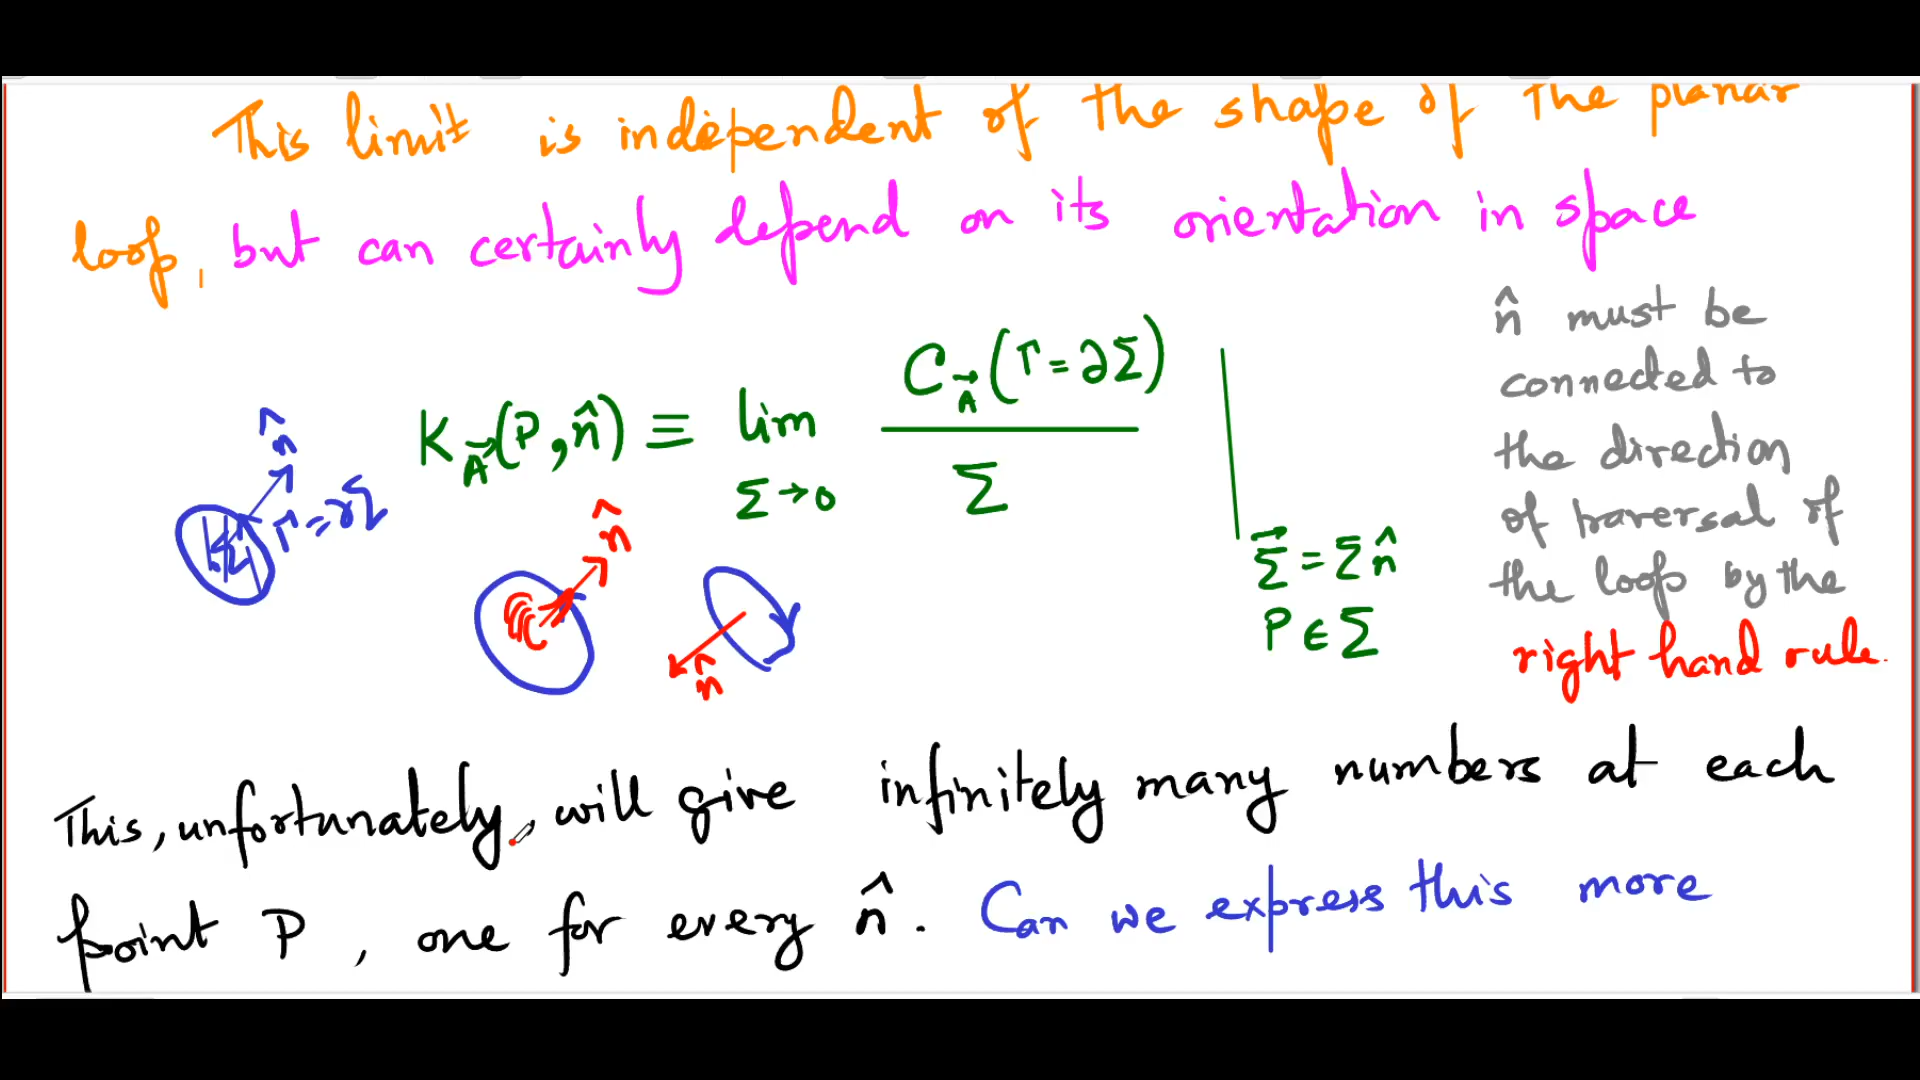 This limit is independent of the shape of the planar
loop, but can certainly depend on its orientation in space
n̂ must be
connected to
the direction
of traversal of
the loop by the
right hand rule.
K_A⃗(P, n̂) ≡ lim Σ→0 C_A⃗(Γ = ∂Σ) / Σ
Σ⃗ = Σn̂
P ∈ Σ
n̂
Γ = ∂Σ
Σ
n̂
n̂
This, unfortunately, will give infinitely many numbers at each
point P, one for every n̂. Can we express this more